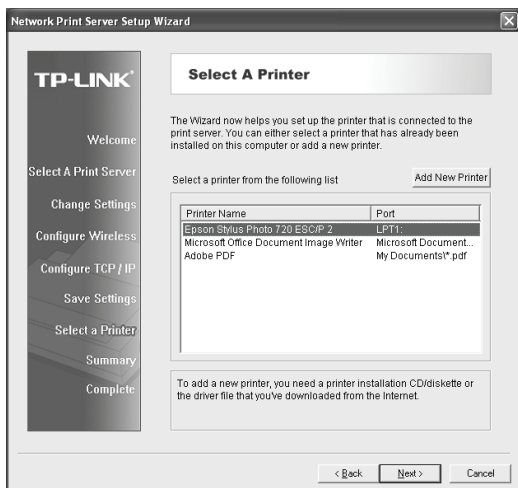 Network Print Server Setup Wizard
TP-LINK
Welcome
Select A Print Server
Change Settings
Configure Wireless
Configure TCP / IP
Save Settings
Select a Printer
Summary
Complete
Select A Printer
The Wizard now helps you set up the printer that is connected to the
print server. You can either select a printer that has already been
installed on this computer or add a new printer.
Select a printer from the following list
Add New Printer
Printer Name Port
Epson Stylus Photo 720 ESC/P 2 LPT1:
Microsoft Office Document Image Writer Microsoft Document...
Adobe PDF My Documents\*.pdf
To add a new printer, you need a printer installation CD/diskette or
the driver file that you've downloaded from the Internet.
< Back Next > Cancel